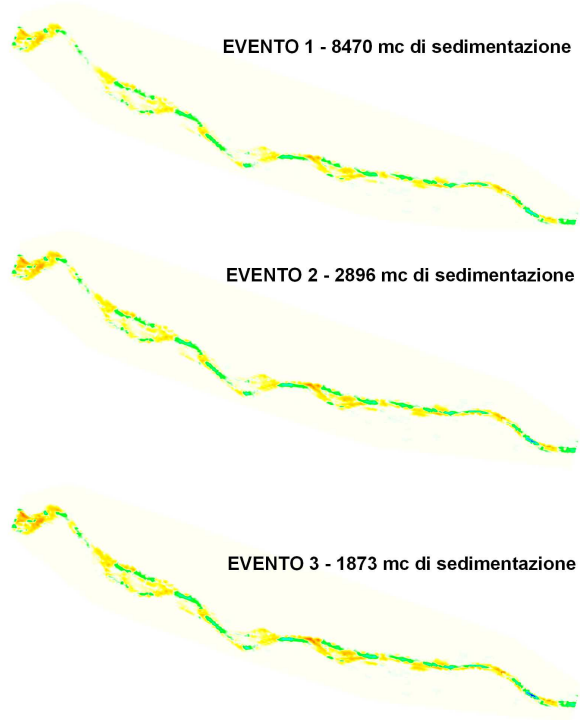 EVENTO 1 - 8470 mc di sedimentazione
EVENTO 2 - 2896 mc di sedimentazione
EVENTO 3 - 1873 mc di sedimentazione